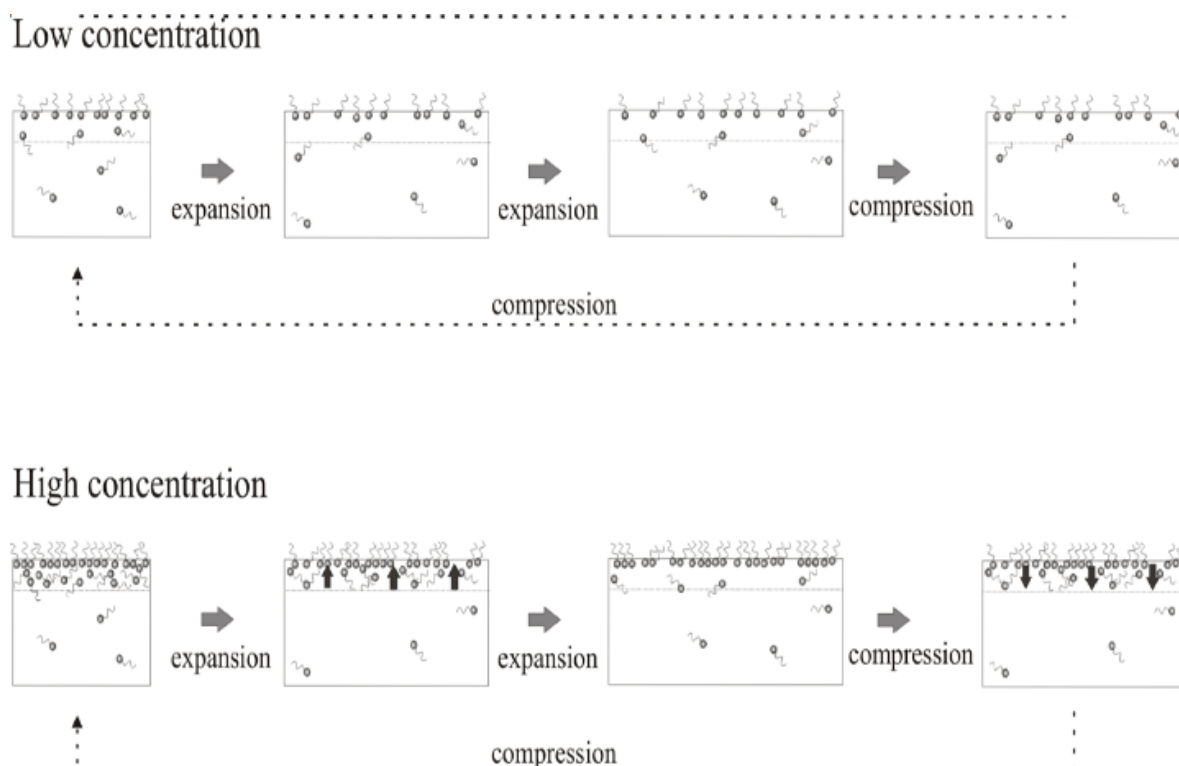 Low concentration
expansion
expansion
compression
compression
High concentration
expansion
expansion
compression
compression